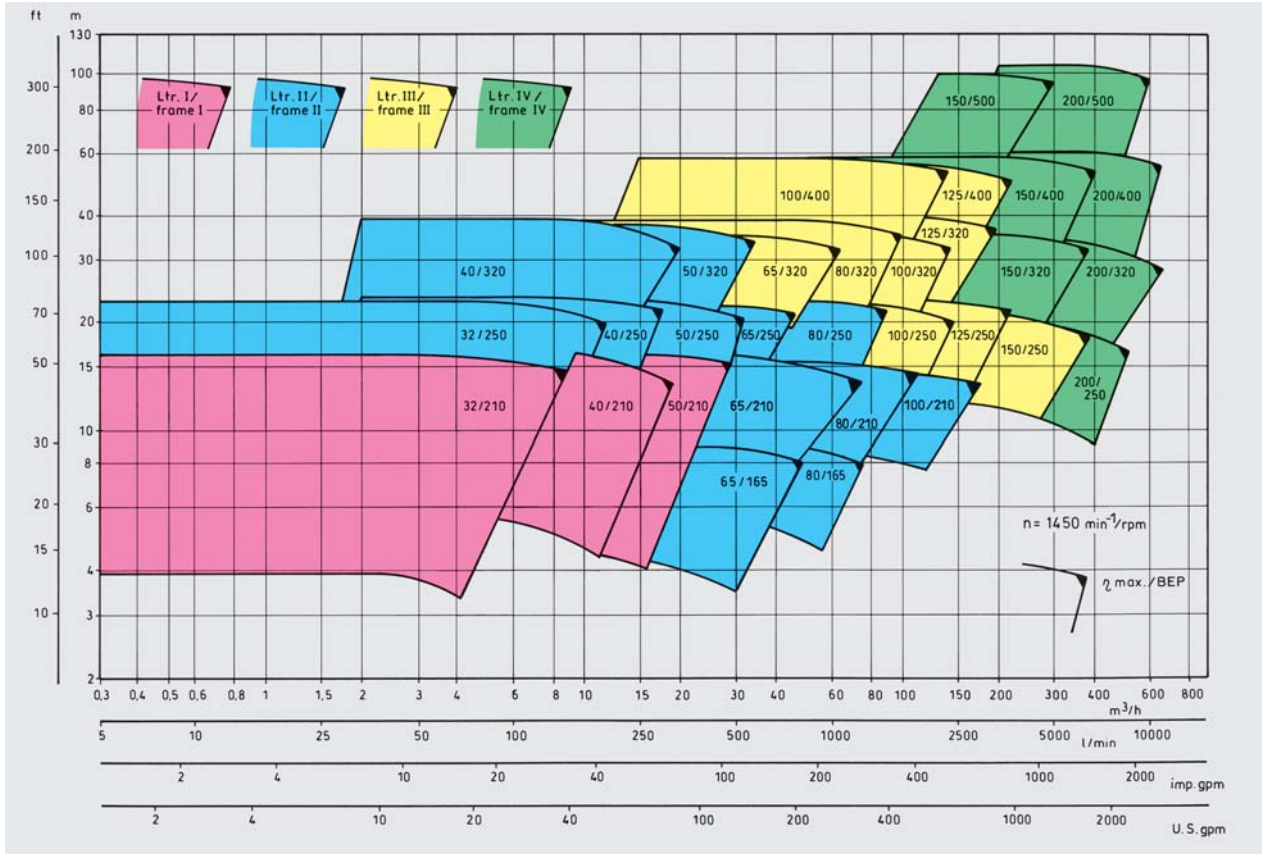 ft m
130
100
80
60
40
30
20
15
10
8
6
4
3
2
300
200
150
100
70
50
30
20
15
10
Ltr. I/
frame I
Ltr. II/
frame II
Ltr. III/
frame III
Ltr. IV/
frame IV
150/500
200/500
100/400
125/400
150/400
200/400
40/320
50/320
65/320
80/320
100/320
125/320
150/320
200/320
32/250
40/250
50/250
65/250
80/250
100/250
125/250
150/250
200/
250
32/210
40/210
50/210
65/210
80/210
100/210
65/165
80/165
n= 1450 min⁻¹/rpm
η max./BEP
0,3 0,4 0,5 0,6 0,8 1 1,5 2 3 4 6 8 10 15 20 30 40 60 80 100 150 200 300 400 600 800
m³/h
5 10 25 50 100 250 500 1000 2500 5000 10000
l/min
2 4 10 20 40 100 200 400 1000 2000
imp.gpm
2 4 10 20 40 100 200 400 1000 2000
U.S.gpm